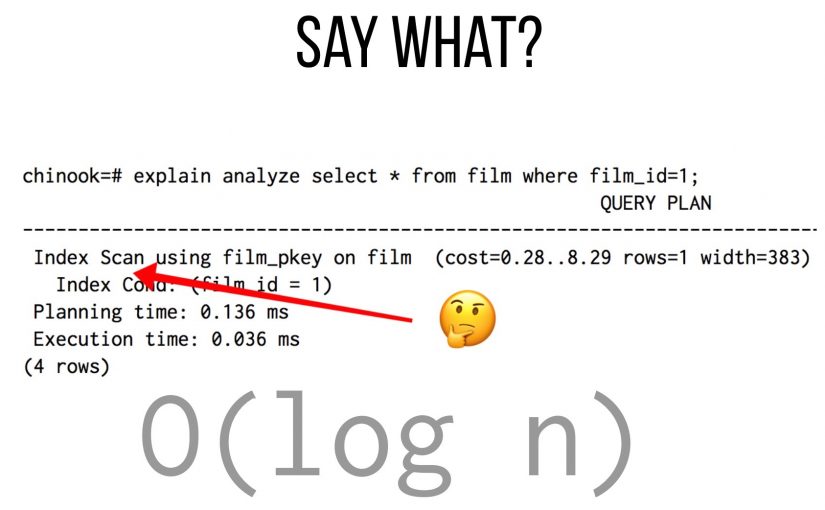 SAY WHAT?
chinook=# explain analyze select * from film where film_id=1;
QUERY PLAN
--------------------------------------------------------------------------------
Index Scan using film_pkey on film  (cost=0.28..8.29 rows=1 width=383)
Index Cond: (film_id = 1)
Planning time: 0.136 ms
Execution time: 0.036 ms
(4 rows)
O(log n)